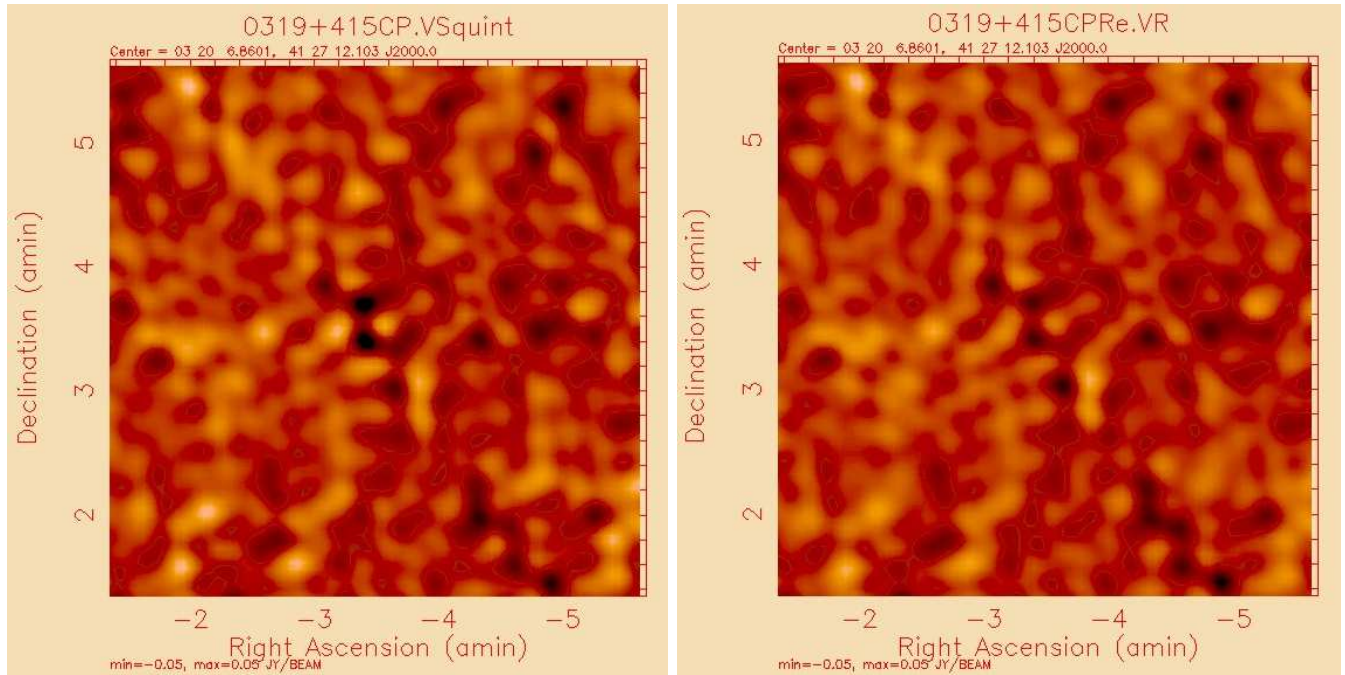 0319+415CP.VSquint
Center = 03 20 6.8601, 41 27 12.103 J2000.0
5
4
3
2
Declination (amin)
-2 -3 -4 -5
Right Ascension (amin)
min=-0.05, max=0.05 JY/BEAM
0319+415CPRe.VR
Center = 03 20 6.8601, 41 27 12.103 J2000.0
5
4
3
2
Declination (amin)
-2 -3 -4 -5
Right Ascension (amin)
min=-0.05, max=0.05 JY/BEAM